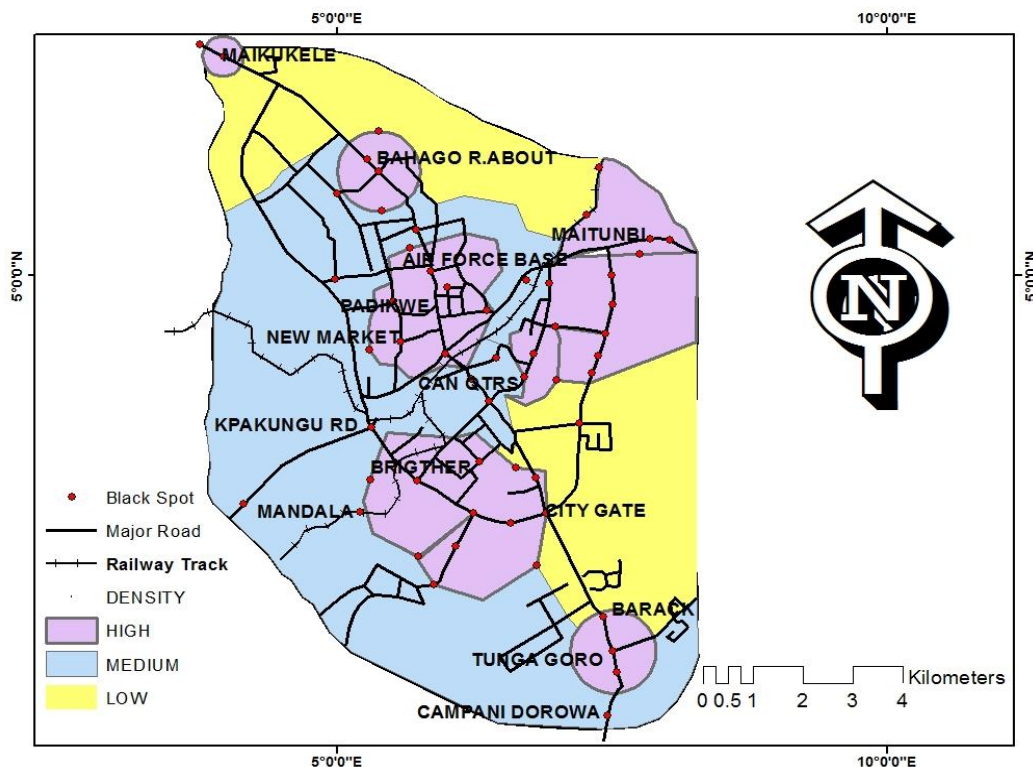 5°0'0"E 10°0'0"E
MAIKUKELE
BAHAGO R.ABOUT
MAITUNBI
AIR FORCE BASE
5°0'0"N 5°0'0"N
N
PADIKWE
NEW MARKET
CAN QTRS
KPAKUNGU RD
BRIGTHER
Black Spot
MANDALA CITY GATE
Major Road
Railway Track
DENSITY
BARACK
HIGH
MEDIUM TUNGA GORO
Kilometers
LOW
0 0.5 1 2 3 4
CAMPANI DOROWA
5°0'0"E 10°0'0"E